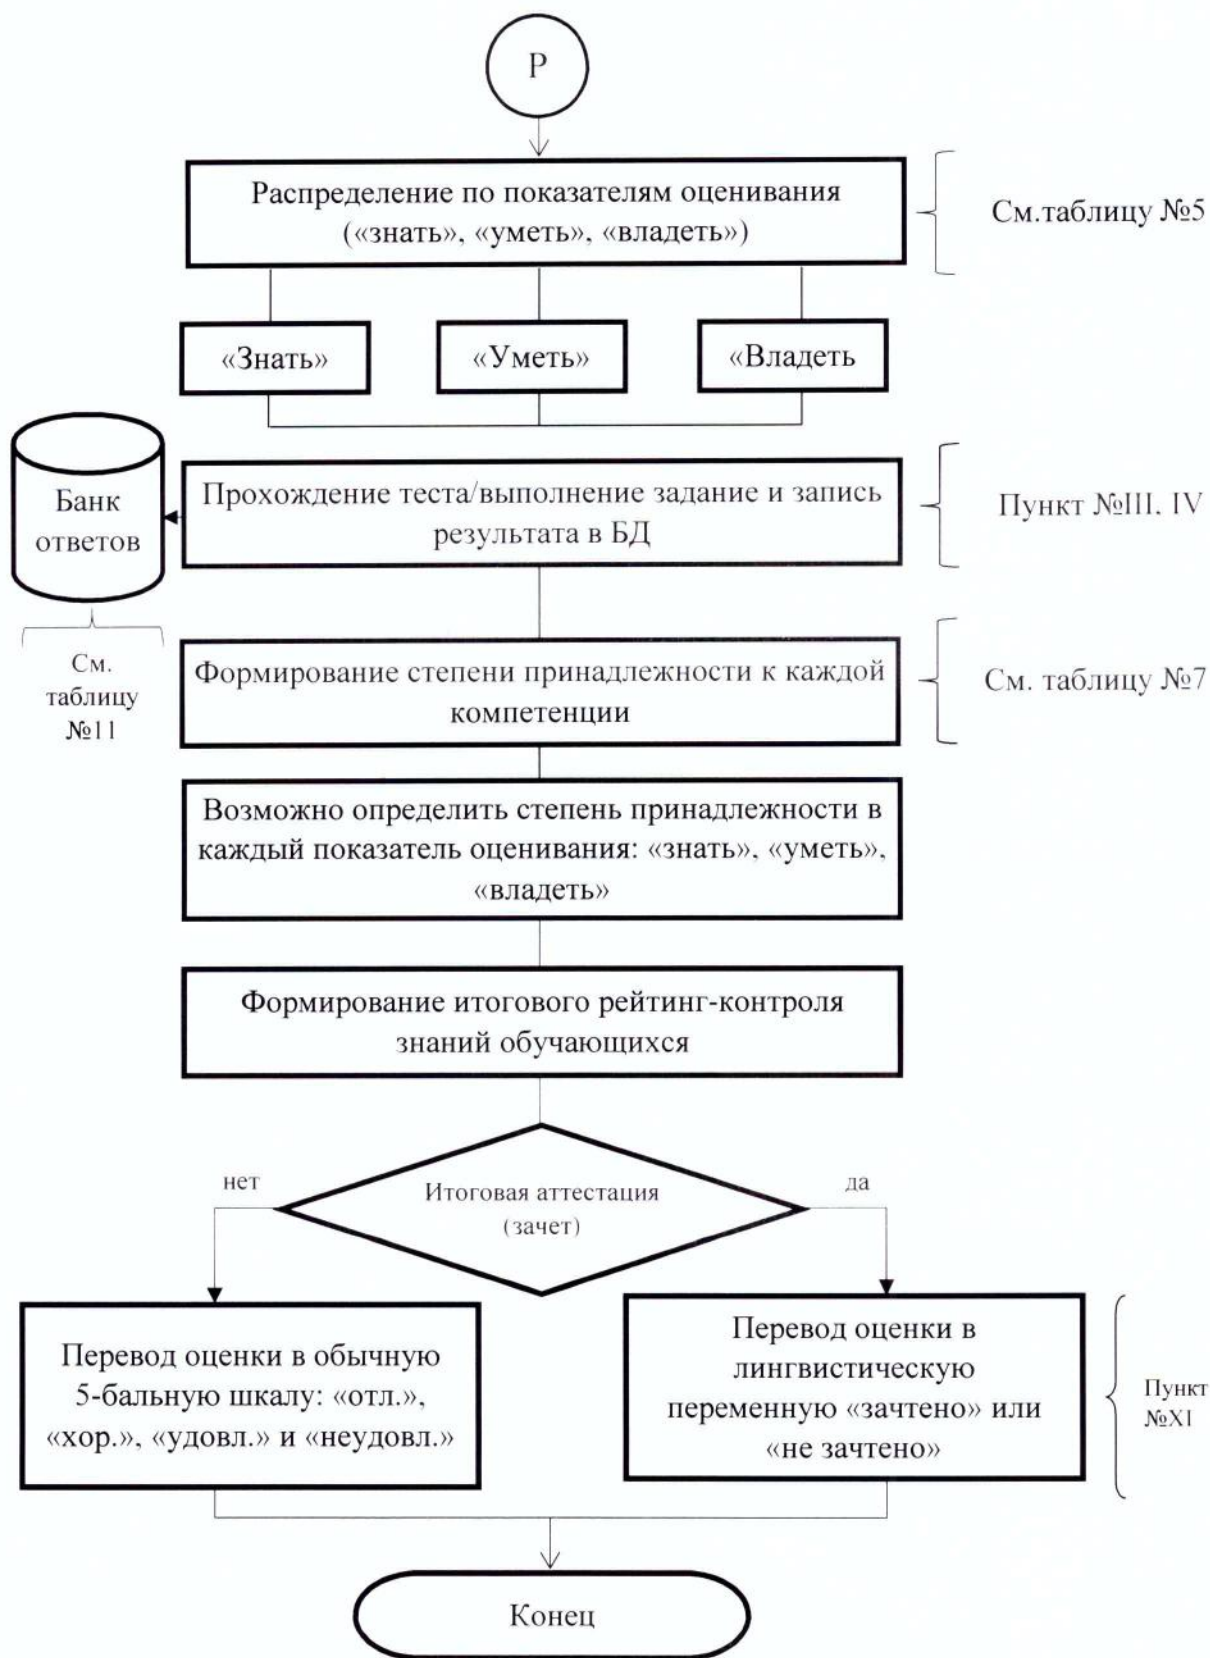 Р
Распределение по показателям оценивания
(«знать», «уметь», «владеть»)
См.таблицу №5
«Знать»
«Уметь»
«Владеть
Банк
ответов
Прохождение теста/выполнение задание и запись
результата в БД
Пункт №III, IV
См.
таблицу
№11
Формирование степени принадлежности к каждой
компетенции
См. таблицу №7
Возможно определить степень принадлежности в
каждый показатель оценивания: «знать», «уметь»,
«владеть»
Формирование итогового рейтинг-контроля
знаний обучающихся
нет
Итоговая аттестация
(зачет)
да
Перевод оценки в обычную
5-бальную шкалу: «отл.»,
«хор.», «удовл.» и «неудовл.»
Перевод оценки в
лингвистическую
переменную «зачтено» или
«не зачтено»
Пункт
№XI
Конец